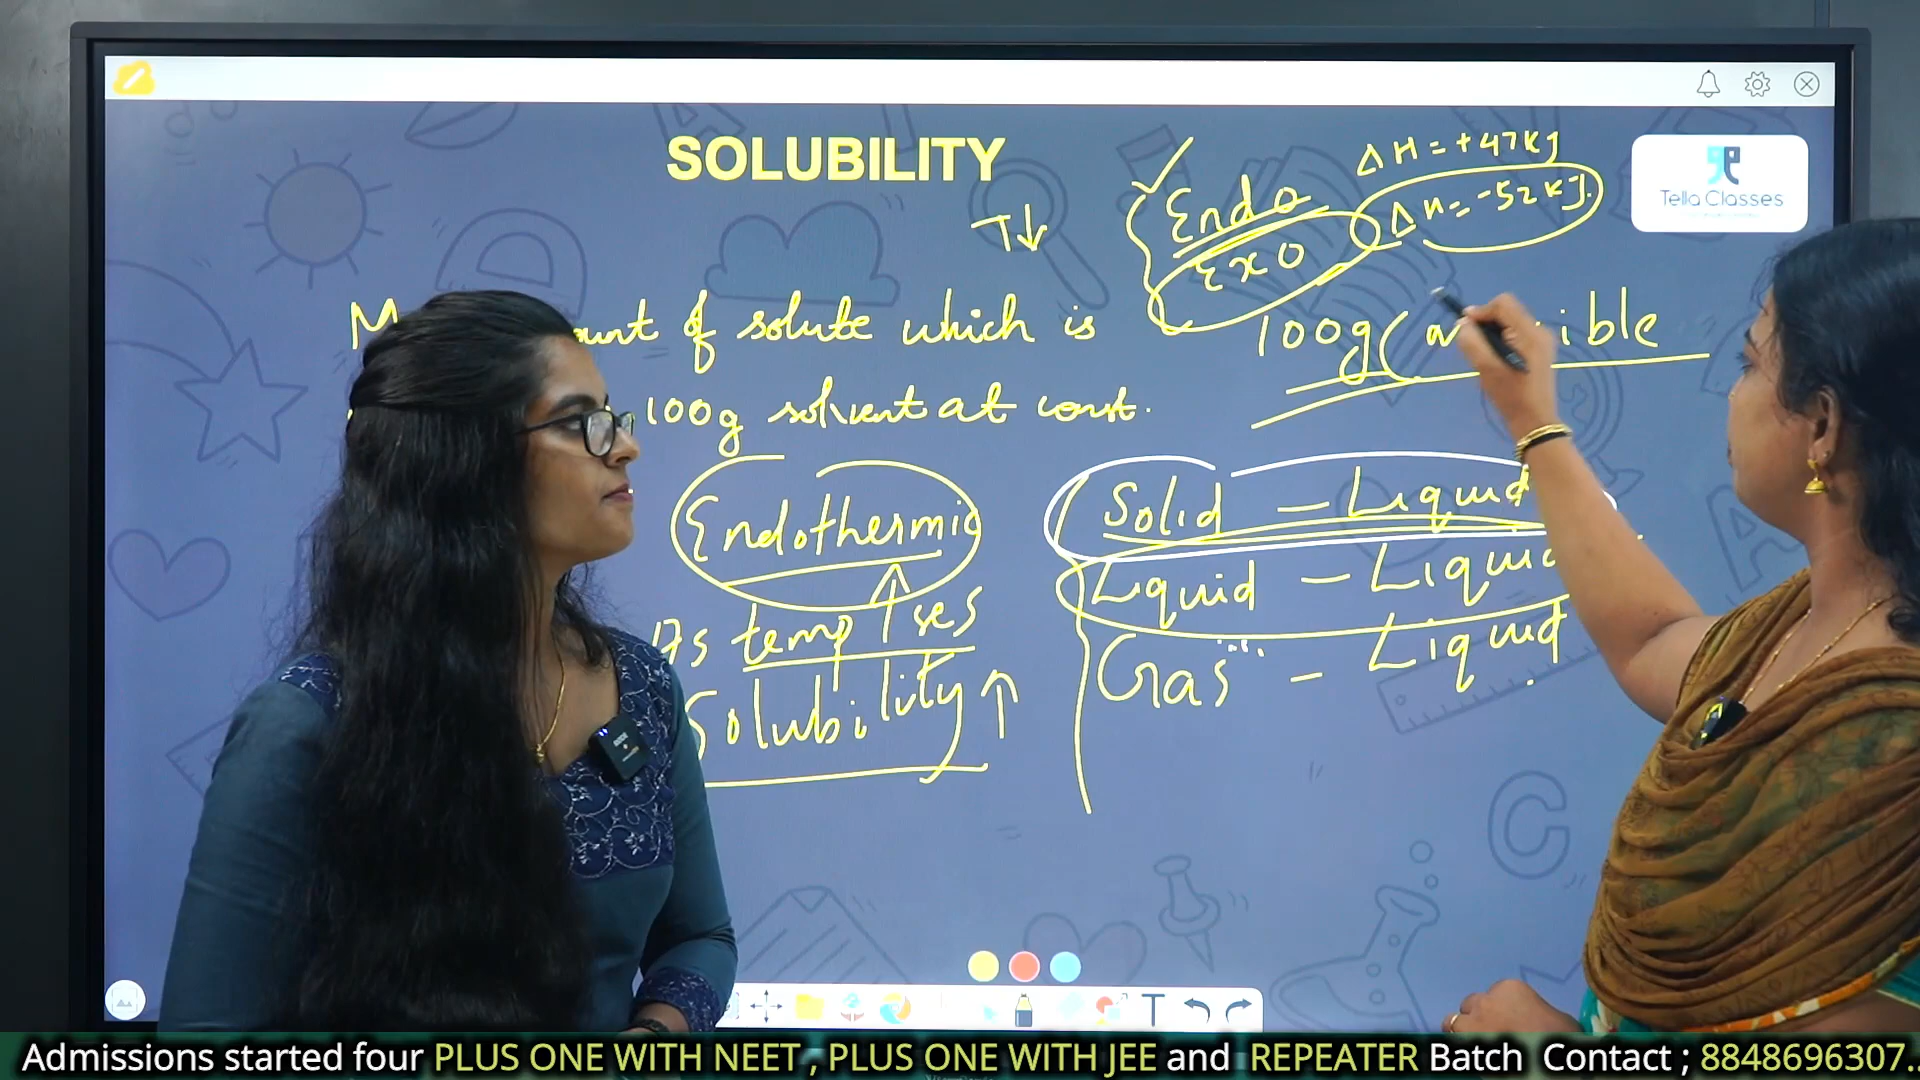 SOLUBILITY
T↓
Endo
ΔH = +47KJ
Exo
ΔH = -52KJ.
Tella Classes
of solute which is
100g
100g solvent at const.
Endothermic
As temp ↑ses
Solubility ↑
Solid – Liquid
Liquid – Liquid
Gas – Liquid
T
Admissions started four PLUS ONE WITH NEET , PLUS ONE WITH JEE and REPEATER Batch Contact ; 8848696307..